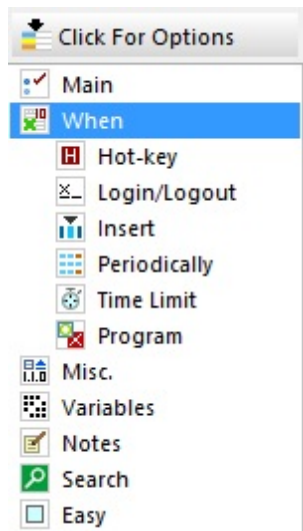 Click For Options
Main
When
Hot-key
Login/Logout
Insert
Periodically
Time Limit
Program
Misc.
Variables
Notes
Search
Easy